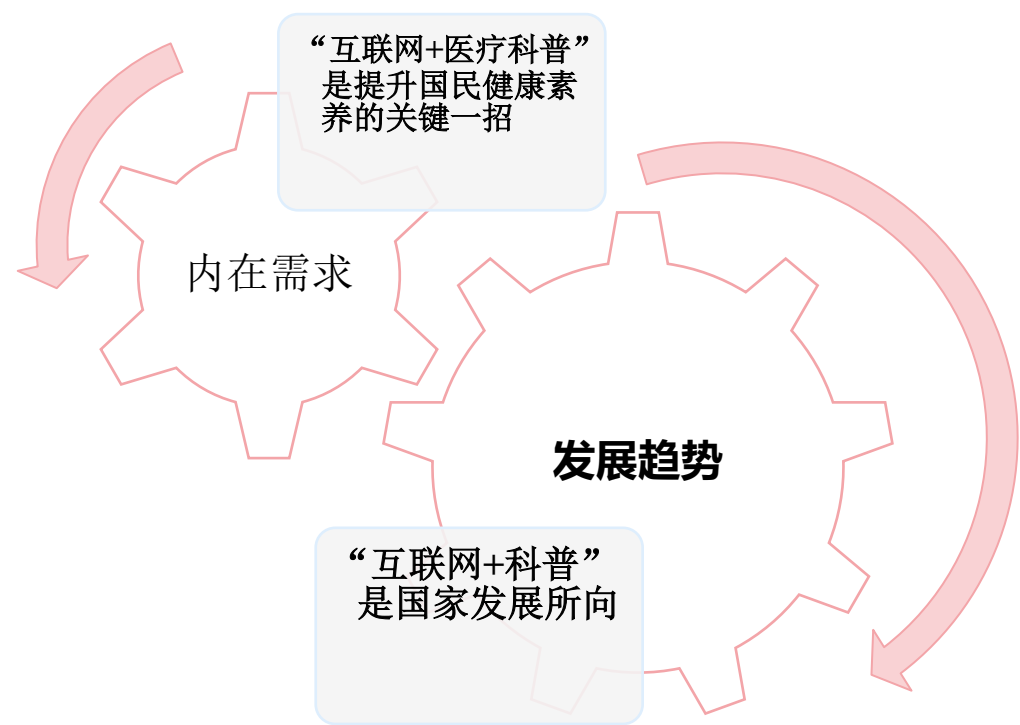 “互联网+医疗科普”
是提升国民健康素
养的关键一招
内在需求
发展趋势
“互联网+科普”
是国家发展所向